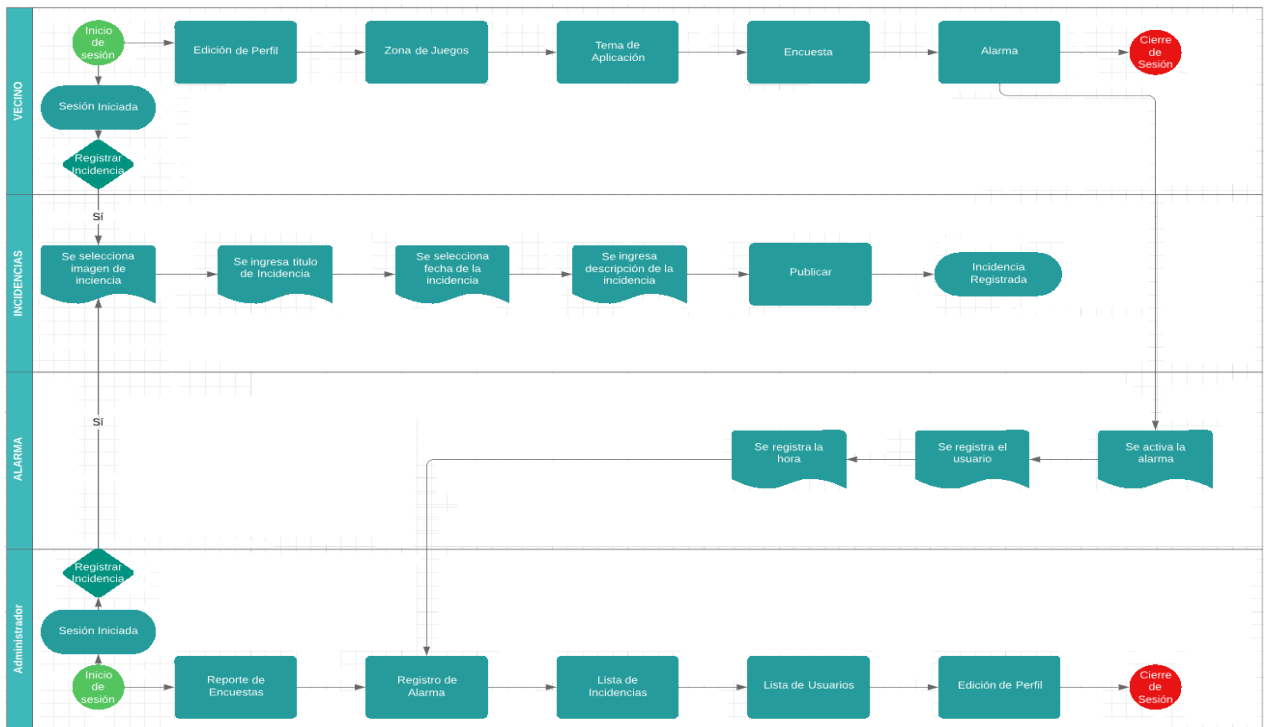 VECINO
Inicio
de
sesión
Edición de Perfil
Zona de Juegos
Tema de
Aplicación
Encuesta
Alarma
Cierre
de
Sesión
Sesión Iniciada
Registrar
Incidencia
Sí
INCIDENCIAS
Se selecciona
imagen de
inciencia
Se ingresa titulo
de Incidencia
Se selecciona
fecha de la
incidencia
Se ingresa
descripción de la
incidencia
Publicar
Incidencia
Registrada
Sí
ALARMA
Se registra la
hora
Se registra el
usuario
Se activa la
alarma
Administrador
Registrar
Incidencia
Sesión Iniciada
Inicio
de
sesión
Reporte de
Encuestas
Registro de
Alarma
Lista de
Incidencias
Lista de Usuarios
Edición de Perfil
Cierre
de
Sesión